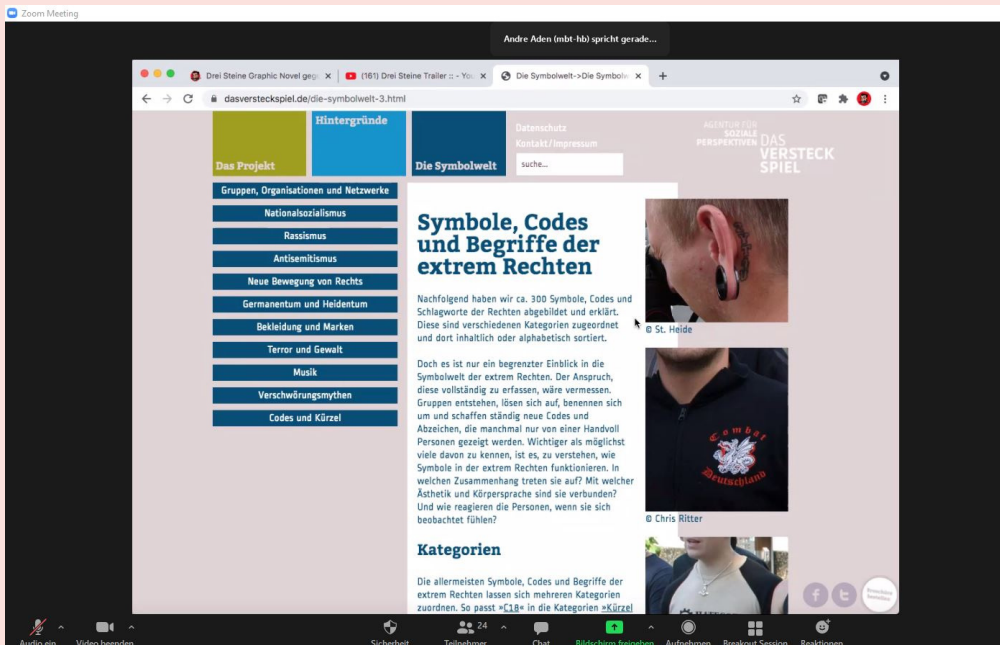 Zoom Meeting
Andre Aden (mbt-hb) spricht gerade...
Drei Steine Graphic Novel geg
(161) Drei Steine Trailer :: - You
Die Symbolwelt->Die Symbolw
dasversteckspiel.de/die-symbolwelt-3.html
Das Projekt
Hintergründe
Die Symbolwelt
Datenschutz
Kontakt/Impressum
suche...
AGENTUR FÜR
SOZIALE
PERSPEKTIVEN
DAS
VERSTECK
SPIEL
Gruppen, Organisationen und Netzwerke
Nationalsozialismus
Rassismus
Antisemitismus
Neue Bewegung von Rechts
Germanentum und Heidentum
Bekleidung und Marken
Terror und Gewalt
Musik
Verschwörungsmythen
Codes und Kürzel
Symbole, Codes
und Begriffe der
extrem Rechten
Nachfolgend haben wir ca. 300 Symbole, Codes und
Schlagworte der Rechten abgebildet und erklärt.
Diese sind verschiedenen Kategorien zugeordnet
und dort inhaltlich oder alphabetisch sortiert.
Doch es ist nur ein begrenzter Einblick in die
Symbolwelt der extrem Rechten. Der Anspruch,
diese vollständig zu erfassen, wäre vermessen.
Gruppen entstehen, lösen sich auf, benennen sich
um und schaffen ständig neue Codes und
Abzeichen, die manchmal nur von einer Handvoll
Personen gezeigt werden. Wichtiger als möglichst
viele davon zu kennen, ist es, zu verstehen, wie
Symbole in der extrem Rechten funktionieren. In
welchen Zusammenhang treten sie auf? Mit welcher
Ästhetik und Körpersprache sind sie verbunden?
Und wie reagieren die Personen, wenn sie sich
beobachtet fühlen?
Kategorien
Die allermeisten Symbole, Codes und Begriffe der
extrem Rechten lassen sich mehreren Kategorien
zuordnen. So passt »C18« in die Kategorien »Kürzel
© St. Heide
Combat
Deutschland
© Chris Ritter
Audio ein
Video beenden
Sicherheit
24
Teilnehmer
Chat
Bildschirm freigeben
Aufnehmen
Breakout Session
Reaktionen